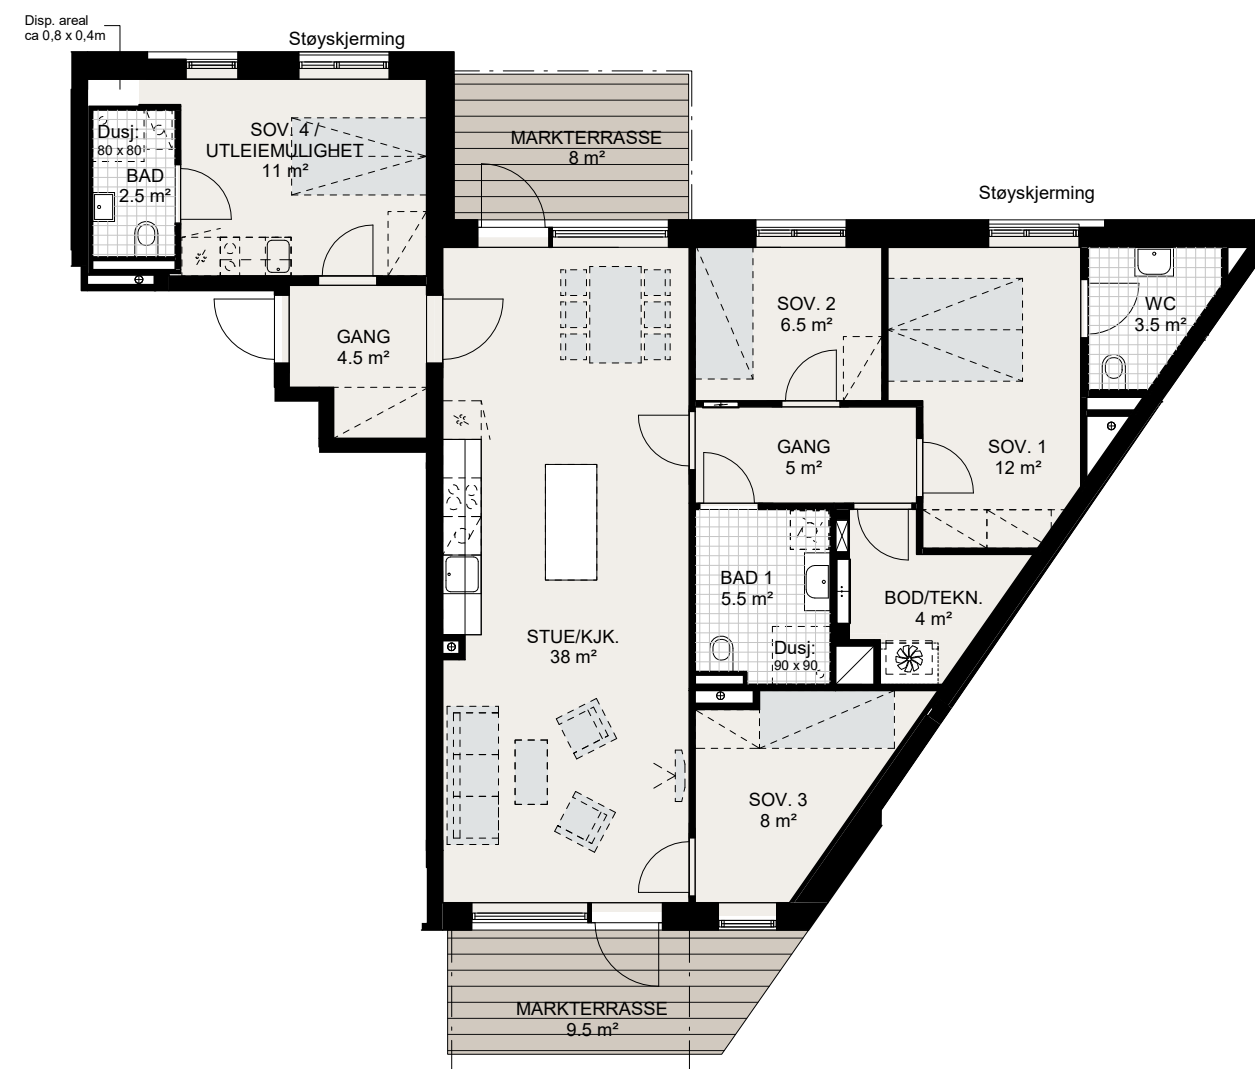 Disp. areal
ca 0,8 x 0,4m
Støyskjerming
Dusj:
80 x 80
BAD
2.5 m²
SOV. 4 /
UTLEIEMULIGHET
11 m²
MARKTERRASSE
8 m²
Støyskjerming
GANG
4.5 m²
SOV. 2
6.5 m²
WC
3.5 m²
GANG
5 m²
SOV. 1
12 m²
BAD 1
5.5 m²
BOD/TEKN.
4 m²
STUE/KJK.
38 m²
Dusj:
90 x 90
SOV. 3
8 m²
MARKTERRASSE
9.5 m²